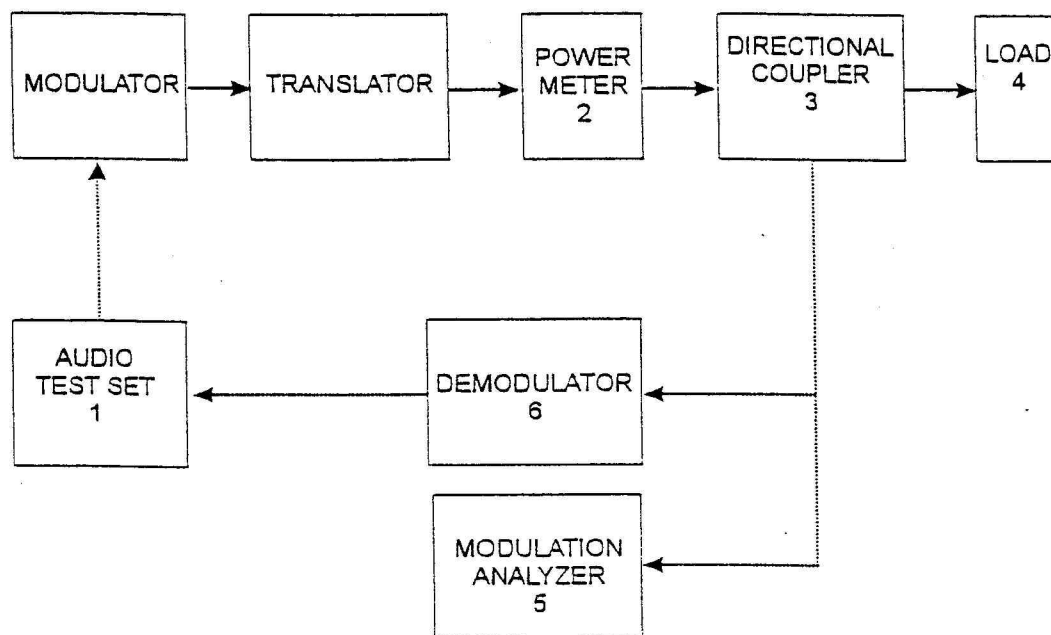 MODULATOR
TRANSLATOR
POWER
METER
2
DIRECTIONAL
COUPLER
3
LOAD
4
AUDIO
TEST SET
1
DEMODULATOR
6
MODULATION
ANALYZER
5